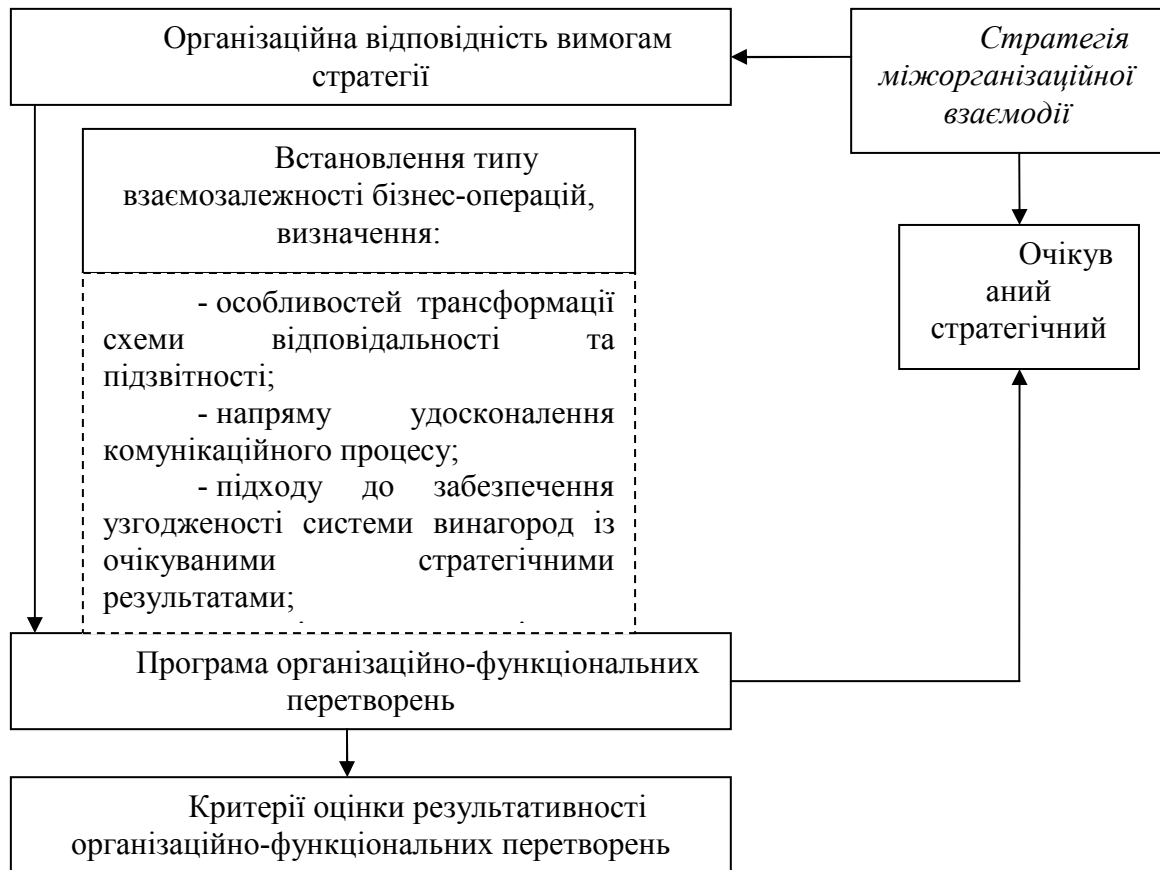 Організаційна відповідність вимогам
стратегії
Стратегія
міжорганізаційної
взаємодії
Встановлення типу
взаємозалежності бізнес-операцій,
визначення:
- особливостей трансформації
схеми відповідальності та
підзвітності;
- напряму удосконалення
комунікаційного процесу;
- підходу до забезпечення
узгодженості системи винагород із
очікуваними стратегічними
результатами;
Очікув
аний
стратегічний
Програма організаційно-функціональних
перетворень
Критерії оцінки результативності
організаційно-функціональних перетворень